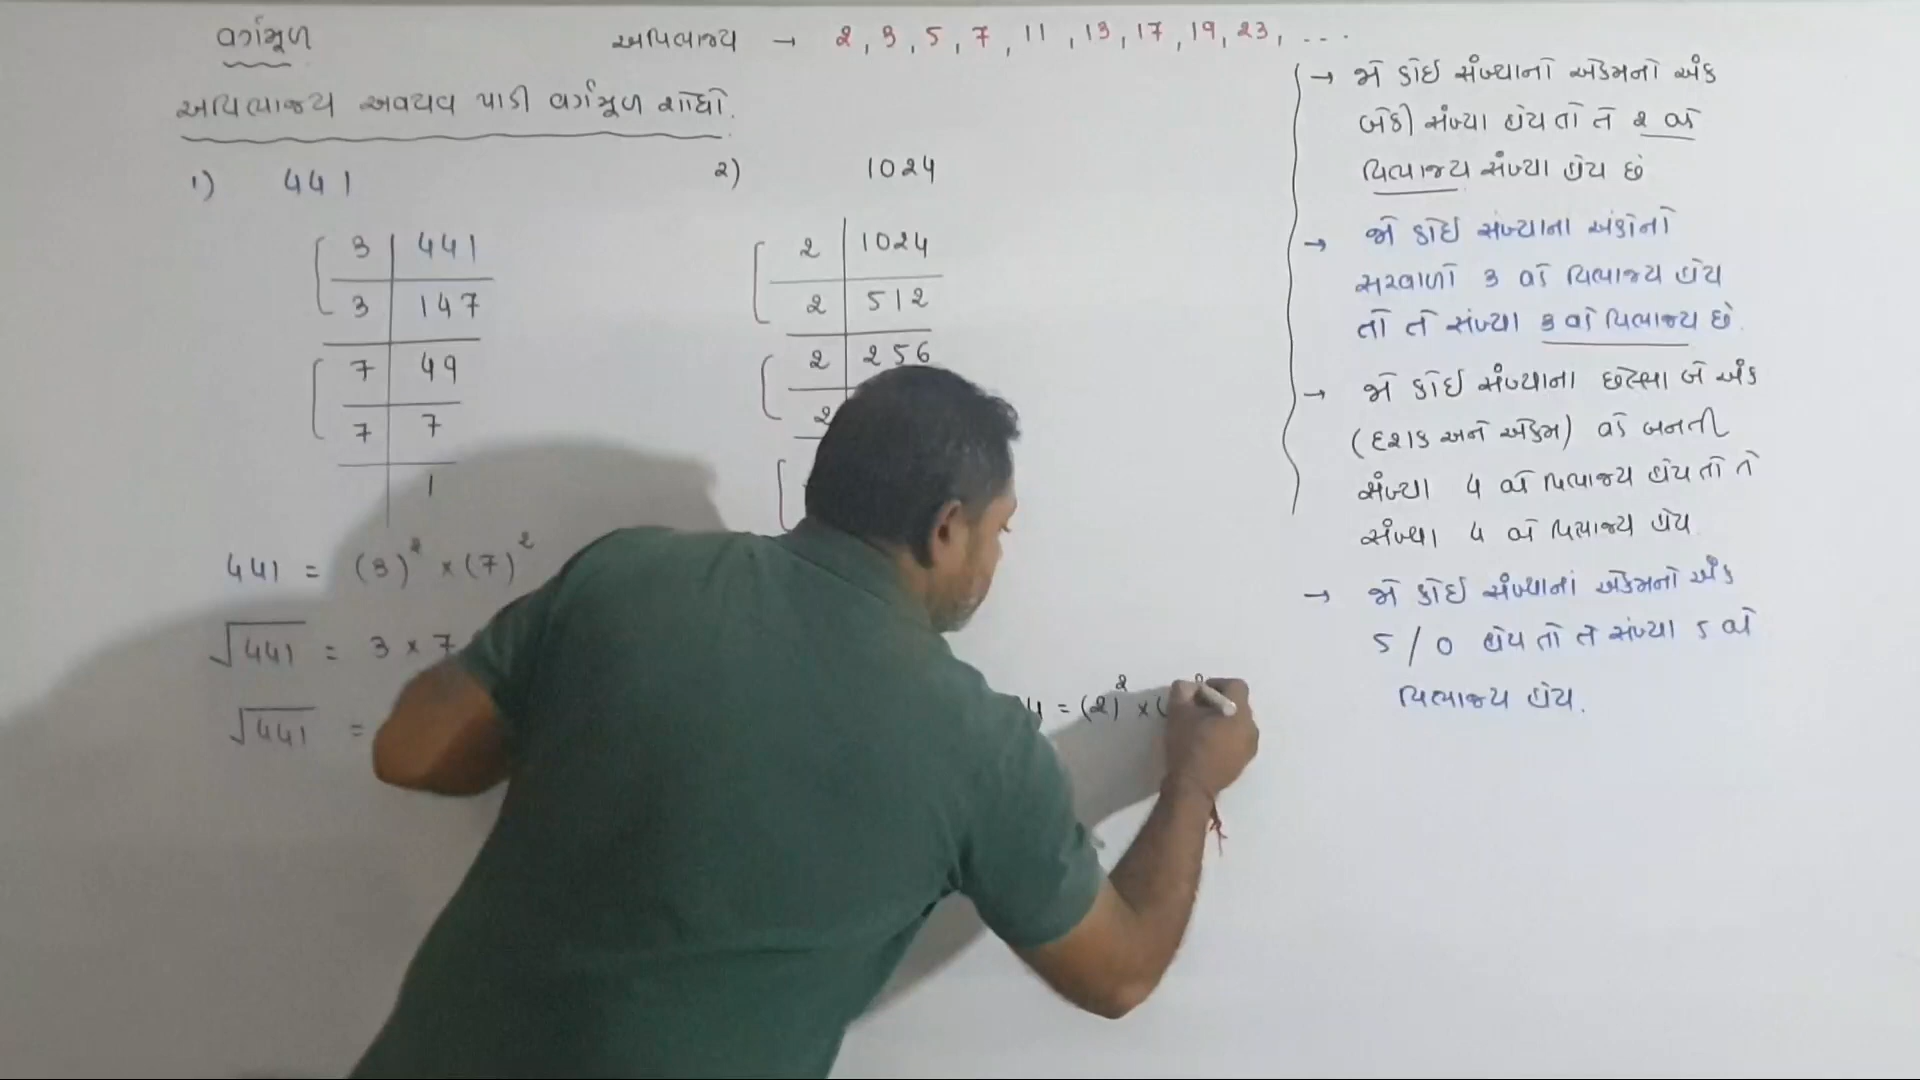 વર્ગમૂળ
અવિભાજ્ય → 2, 3, 5, 7, 11, 13, 17, 19, 23, ...
અવિભાજ્ય અવયવ પાડી વર્ગમૂળ શોધો.
1) 441
3 | 441
3 | 147
7 | 49
7 | 7
1
441 = (3)² × (7)²
√441 = 3 × 7
√441 =
2) 1024
2 | 1024
2 | 512
2 | 256
2
4 = (2)² × (
→ જો કોઈ સંખ્યાનો એકમનો અંક
બેકી સંખ્યા હોય તો તે 2 વડે
વિભાજ્ય સંખ્યા હોય છે
→ જો કોઈ સંખ્યાના અંકોનો
સરવાળો 3 વડે વિભાજ્ય હોય
તો તે સંખ્યા 3 વડે વિભાજ્ય છે.
→ જો કોઈ સંખ્યાના છેલ્લા બે અંક
(દશક અને એકમ) વડે બનતી
સંખ્યા 4 વડે વિભાજ્ય હોય તો તે
સંખ્યા 4 વડે વિભાજ્ય હોય
→ જો કોઈ સંખ્યાનાં એકમનો અંક
5 / 0 હોય તો તે સંખ્યા 5 વડે
વિભાજ્ય હોય.